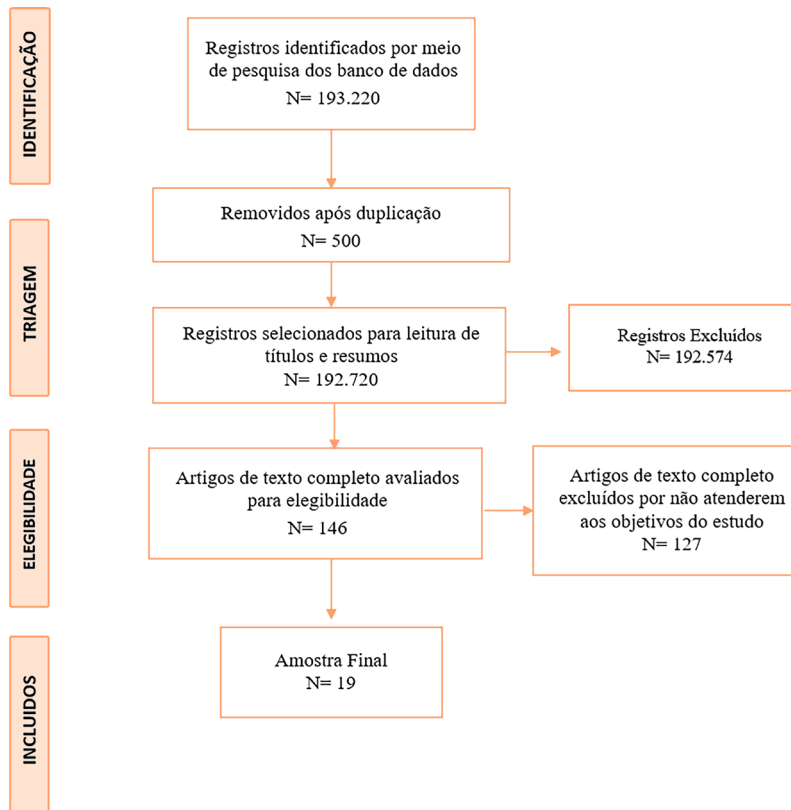 IDENTIFICAÇÃO
Registros identificados por meio
de pesquisa dos banco de dados
N= 193.220
TRIAGEM
Removidos após duplicação
N= 500
Registros selecionados para leitura de
títulos e resumos
N= 192.720
Registros Excluídos
N= 192.574
ELEGIBILIDADE
Artigos de texto completo avaliados
para elegibilidade
N= 146
Artigos de texto completo
excluídos por não atenderem
aos objetivos do estudo
N= 127
INCLUIDOS
Amostra Final
N= 19